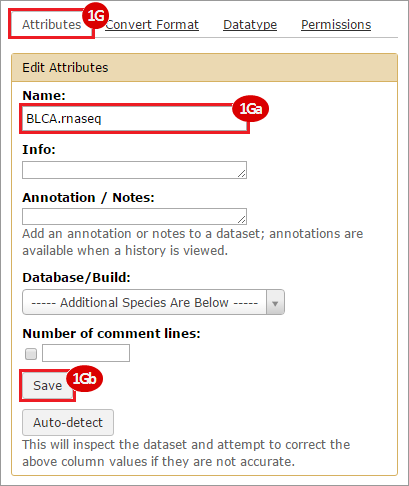 Attributes 1G Convert Format Datatype Permissions
Edit Attributes
Name:
1Ga
BLCA.rnaseq
Info:
Annotation / Notes:
Add an annotation or notes to a dataset; annotations are
available when a history is viewed.
Database/Build:
----- Additional Species Are Below -----
Number of comment lines:
Save 1Gb
Auto-detect
This will inspect the dataset and attempt to correct the
above column values if they are not accurate.